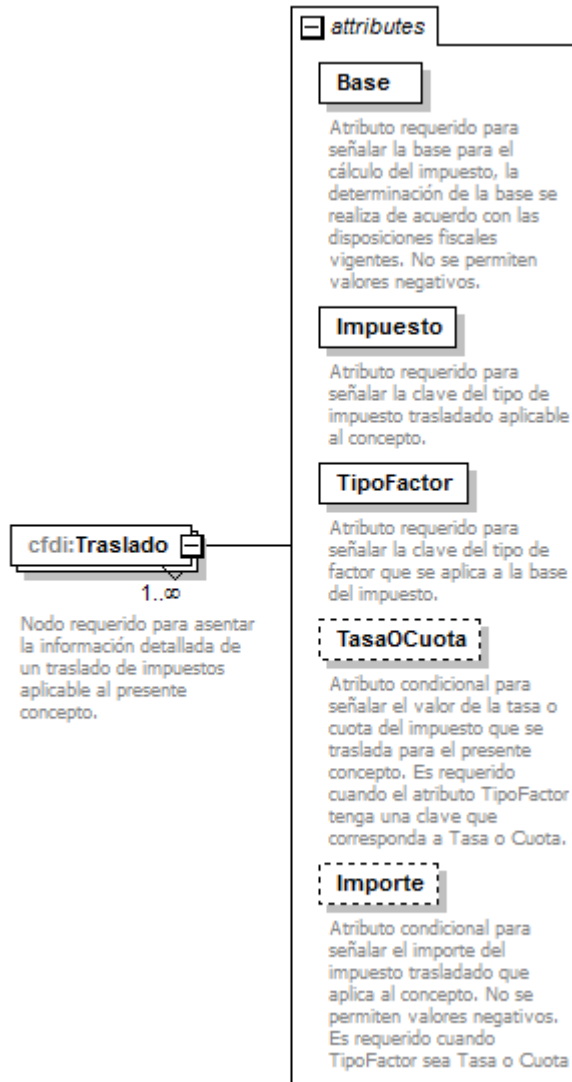 attributes
Base
Atributo requerido para
señalar la base para el
cálculo del impuesto, la
determinación de la base se
realiza de acuerdo con las
disposiciones fiscales
vigentes. No se permiten
valores negativos.
Impuesto
Atributo requerido para
señalar la clave del tipo de
impuesto trasladado aplicable
al concepto.
TipoFactor
Atributo requerido para
señalar la clave del tipo de
factor que se aplica a la base
del impuesto.
cfdi:Traslado
1..∞
Nodo requerido para asentar
la información detallada de
un traslado de impuestos
aplicable al presente
concepto.
TasaOCuota
Atributo condicional para
señalar el valor de la tasa o
cuota del impuesto que se
traslada para el presente
concepto. Es requerido
cuando el atributo TipoFactor
tenga una clave que
corresponda a Tasa o Cuota.
Importe
Atributo condicional para
señalar el importe del
impuesto trasladado que
aplica al concepto. No se
permiten valores negativos.
Es requerido cuando
TipoFactor sea Tasa o Cuota